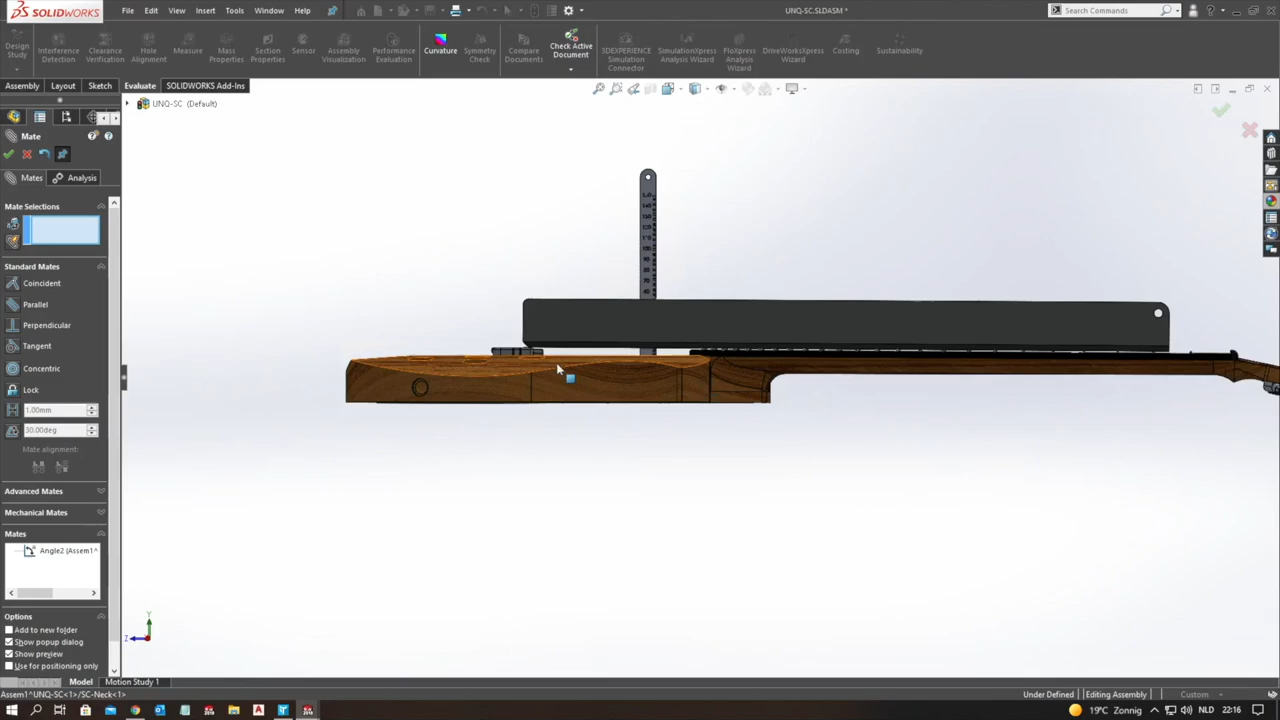 SOLIDWORKS
File Edit View Insert Tools Window Help
UNQ-SC.SLDASM *
Search Commands
Design Study
Interference Detection
Clearance Verification
Hole Alignment
Measure
Mass Properties
Section Properties
Sensor
Assembly Visualization
Performance Evaluation
Curvature
Symmetry Check
Compare Documents
Check Active Document
3DEXPERIENCE Simulation Connector
SimulationXpress Analysis Wizard
FloXpress Analysis Wizard
DriveWorksXpress Wizard
Costing
Sustainability
Assembly Layout Sketch Evaluate SOLIDWORKS Add-Ins
UNQ-SC (Default)
Mate
Mates Analysis
Mate Selections
Standard Mates
Coincident
Parallel
Perpendicular
Tangent
Concentric
Lock
1.00mm
30.00deg
Mate alignment:
Advanced Mates
Mechanical Mates
Mates
Angle2 (Assem1^
Options
Add to new folder
Show popup dialog
Show preview
Use for positioning only
Y
Z
Model Motion Study 1
Assem1^UNQ-SC<1>/SC-Neck<1>
Under Defined Editing Assembly Custom
19°C Zonnig NLD 22:16